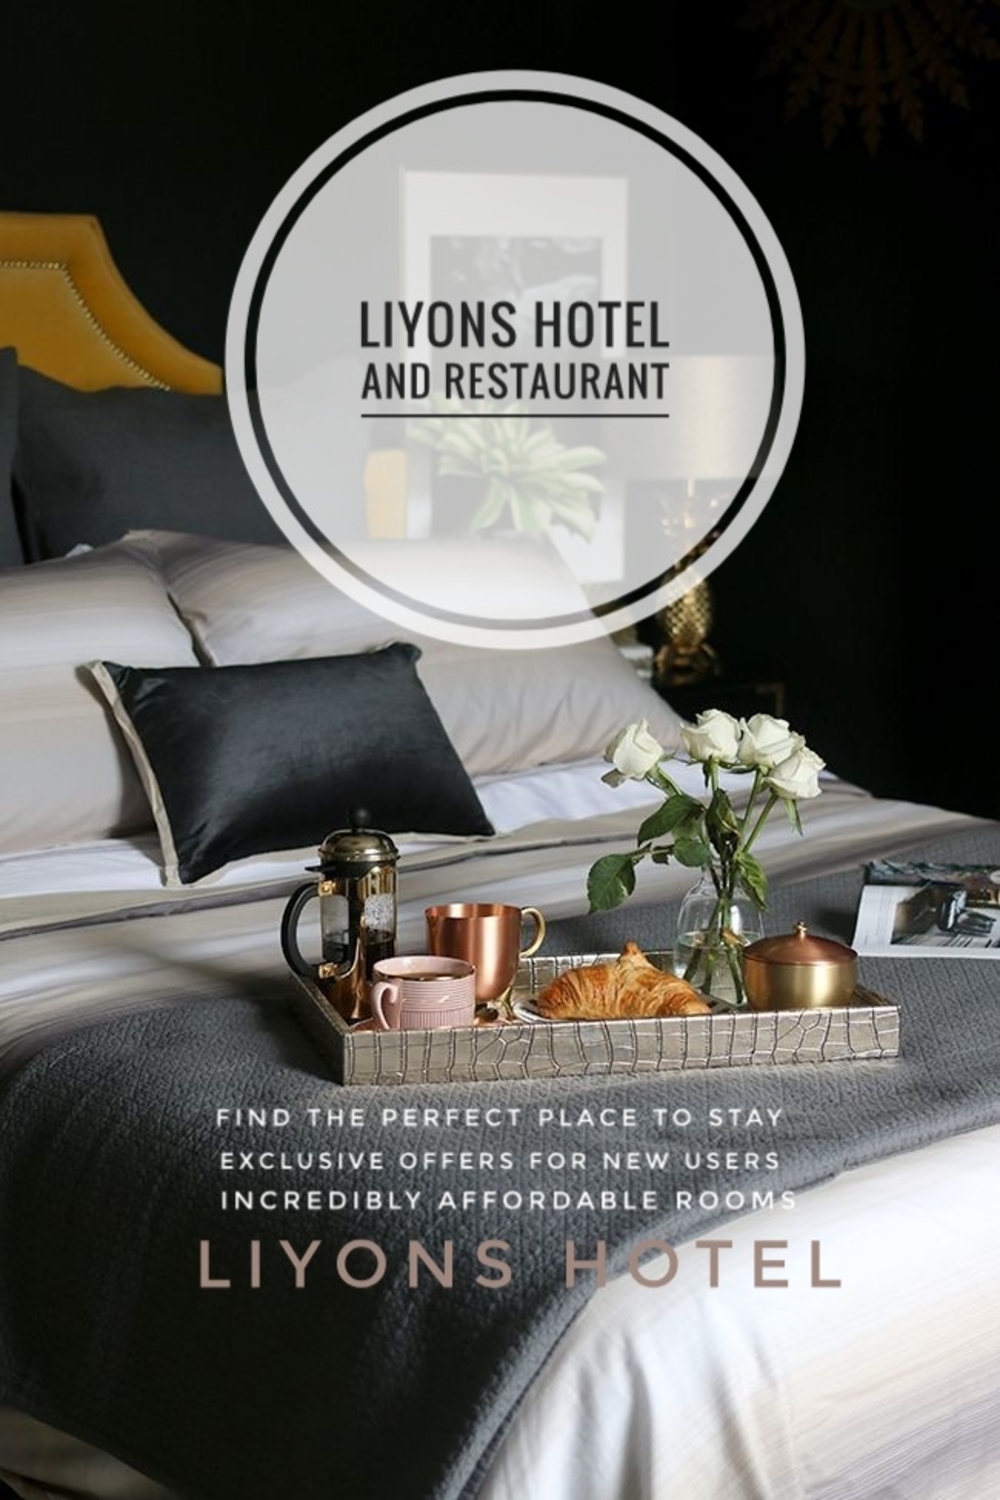 LIYONS HOTEL
AND RESTAURANT
FIND THE PERFECT PLACE TO STAY
EXCLUSIVE OFFERS FOR NEW USERS
INCREDIBLY AFFORDABLE ROOMS
LIYONS HOTEL